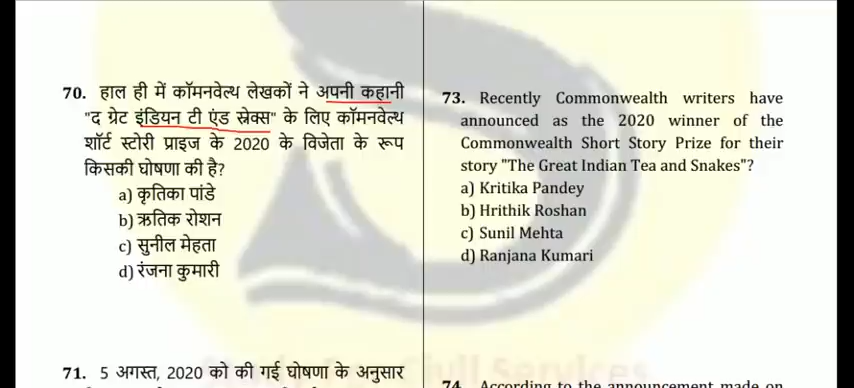 70. हाल ही में कॉमनवेल्थ लेखकों ने अपनी कहानी
"द ग्रेट इंडियन टी एंड स्नेक्स" के लिए कॉमनवेल्थ
शॉर्ट स्टोरी प्राइज के 2020 के विजेता के रूप
किसकी घोषणा की है?
a) कृतिका पांडे
b) ऋतिक रोशन
c) सुनील मेहता
d) रंजना कुमारी
71. 5 अगस्त, 2020 को की गई घोषणा के अनुसार
73. Recently Commonwealth writers have
announced as the 2020 winner of the
Commonwealth Short Story Prize for their
story "The Great Indian Tea and Snakes"?
a) Kritika Pandey
b) Hrithik Roshan
c) Sunil Mehta
d) Ranjana Kumari
74. According to the announcement made on
Civil Services